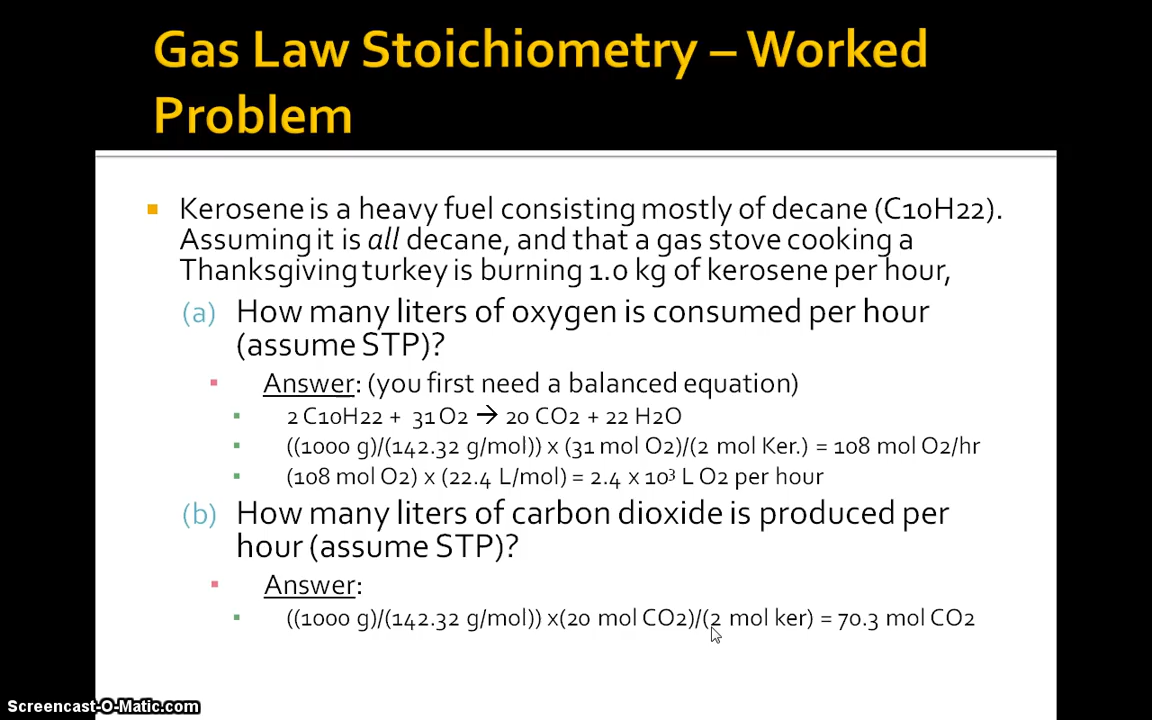 Gas Law Stoichiometry – Worked
Problem
Kerosene is a heavy fuel consisting mostly of decane (C10H22).
Assuming it is all decane, and that a gas stove cooking a
Thanksgiving turkey is burning 1.0 kg of kerosene per hour,
(a) How many liters of oxygen is consumed per hour
(assume STP)?
Answer: (you first need a balanced equation)
2 C10H22 + 31 O2 → 20 CO2 + 22 H2O
((1000 g)/(142.32 g/mol)) x (31 mol O2)/(2 mol Ker.) = 108 mol O2/hr
(108 mol O2) x (22.4 L/mol) = 2.4 x 10³ L O2 per hour
(b) How many liters of carbon dioxide is produced per
hour (assume STP)?
Answer:
((1000 g)/(142.32 g/mol)) x(20 mol CO2)/(2 mol ker) = 70.3 mol CO2
Screencast-O-Matic.com